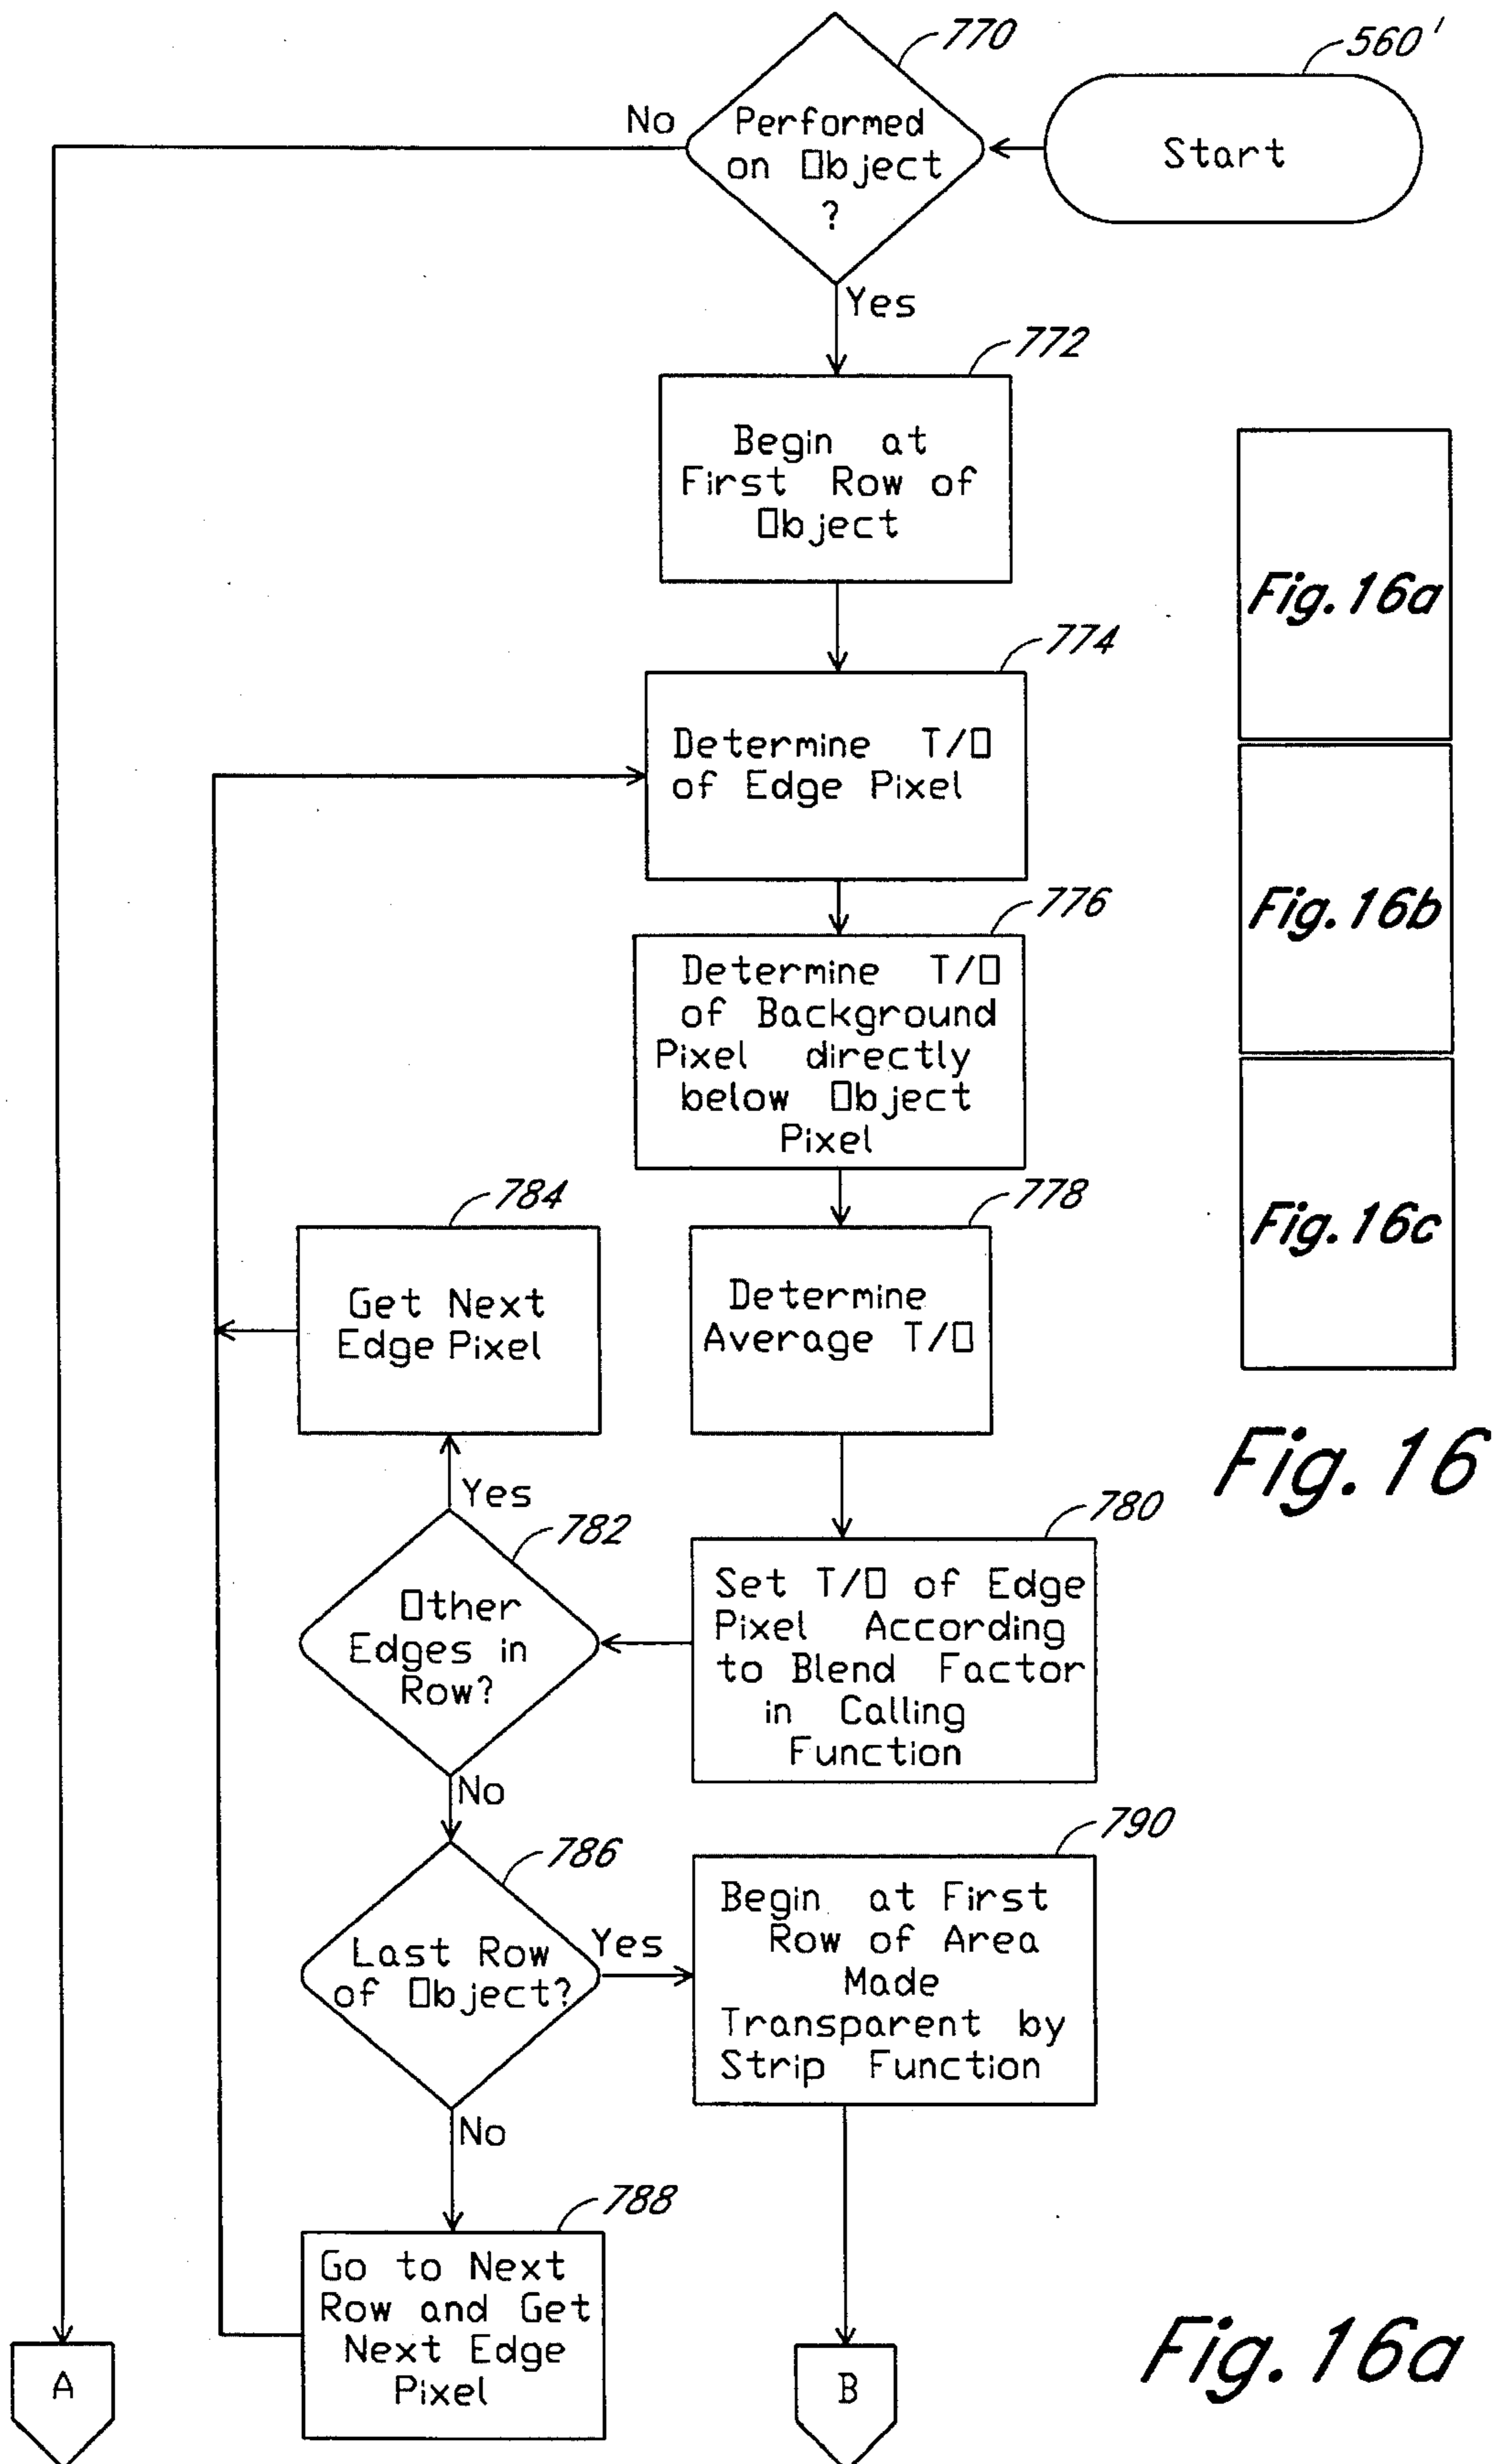 770
560'
No
Performed
on Object
?
Start
Yes
772
Begin at
First Row of
Object
Fig. 16a
774
Determine T/O
of Edge Pixel
776
Fig. 16b
Determine T/O
of Background
Pixel directly
below Object
Pixel
784
778
Fig. 16c
Get Next
Edge Pixel
Determine
Average T/O
Fig. 16
Yes
782
780
Other
Edges in
Row?
Set T/O of Edge
Pixel According
to Blend Factor
in Calling
Function
No
786
790
Last Row
of Object?
Yes
Begin at First
Row of Area
Made
Transparent by
Strip Function
No
788
Go to Next
Row and Get
Next Edge
Pixel
A
B
Fig. 16a